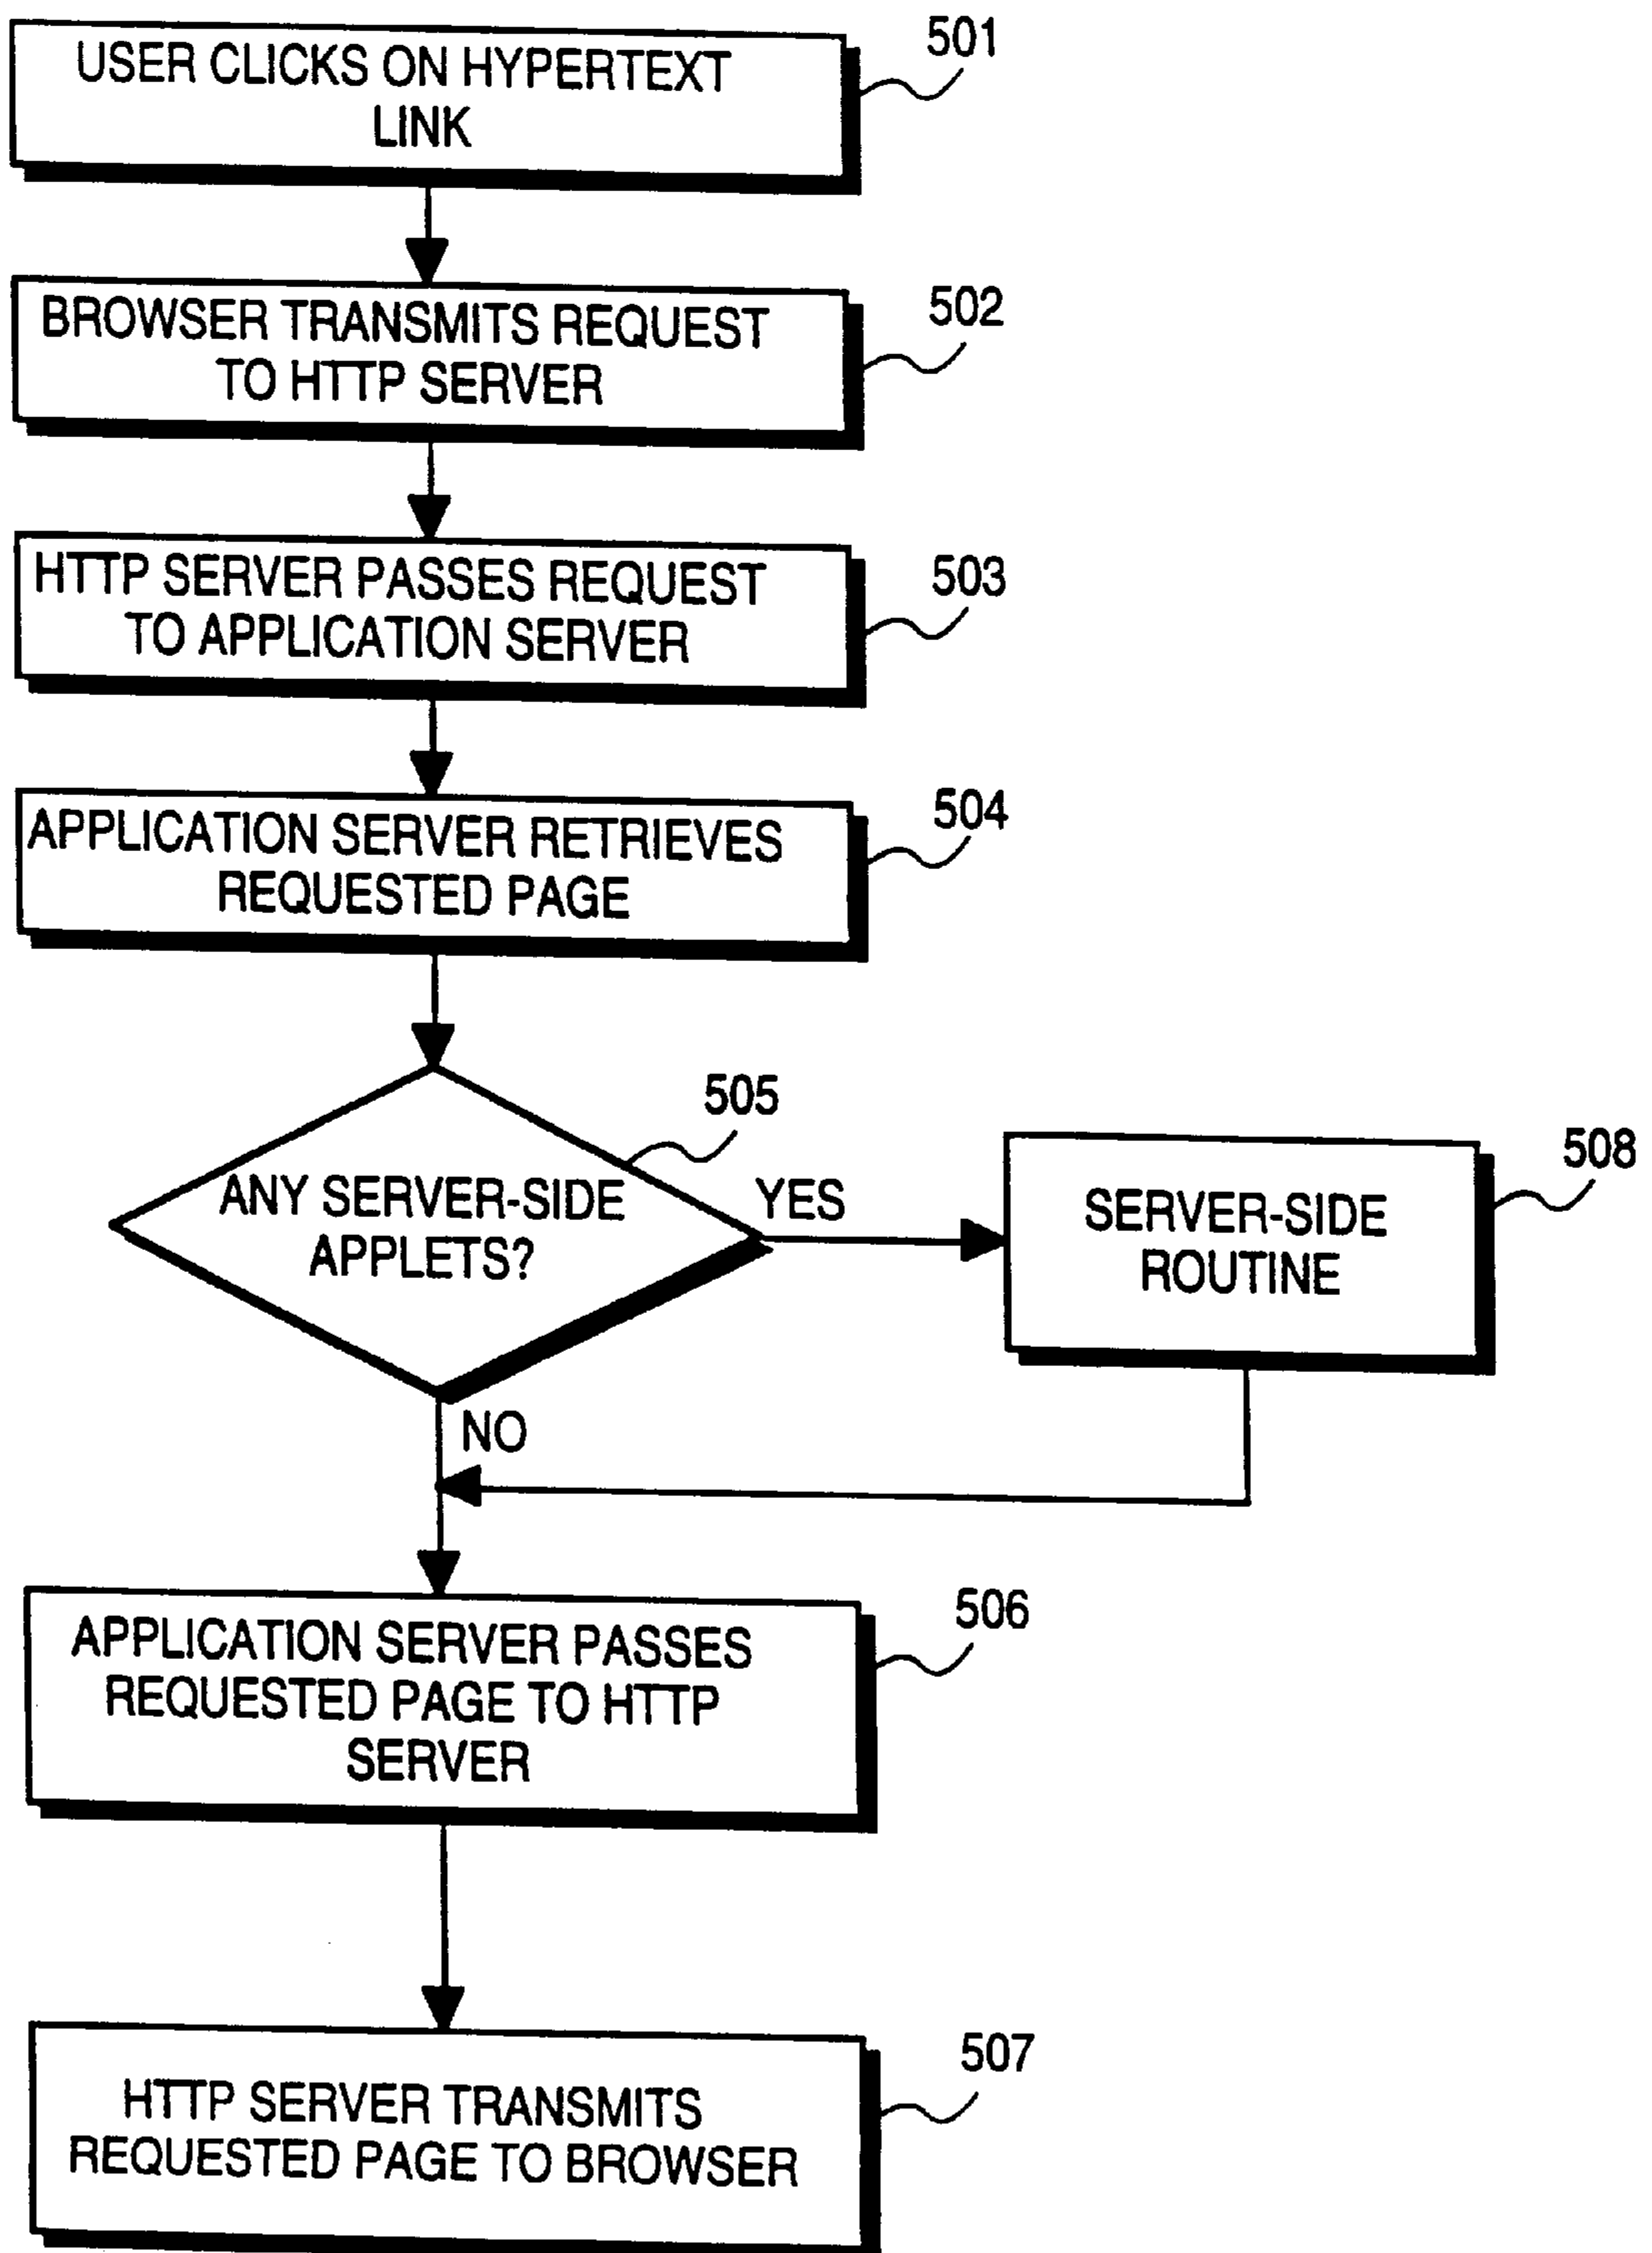 501
USER CLICKS ON HYPERTEXT
LINK
502
BROWSER TRANSMITS REQUEST
TO HTTP SERVER
503
HTTP SERVER PASSES REQUEST
TO APPLICATION SERVER
504
APPLICATION SERVER RETRIEVES
REQUESTED PAGE
505
ANY SERVER-SIDE
APPLETS?
YES
508
SERVER-SIDE
ROUTINE
NO
506
APPLICATION SERVER PASSES
REQUESTED PAGE TO HTTP
SERVER
507
HTTP SERVER TRANSMITS
REQUESTED PAGE TO BROWSER